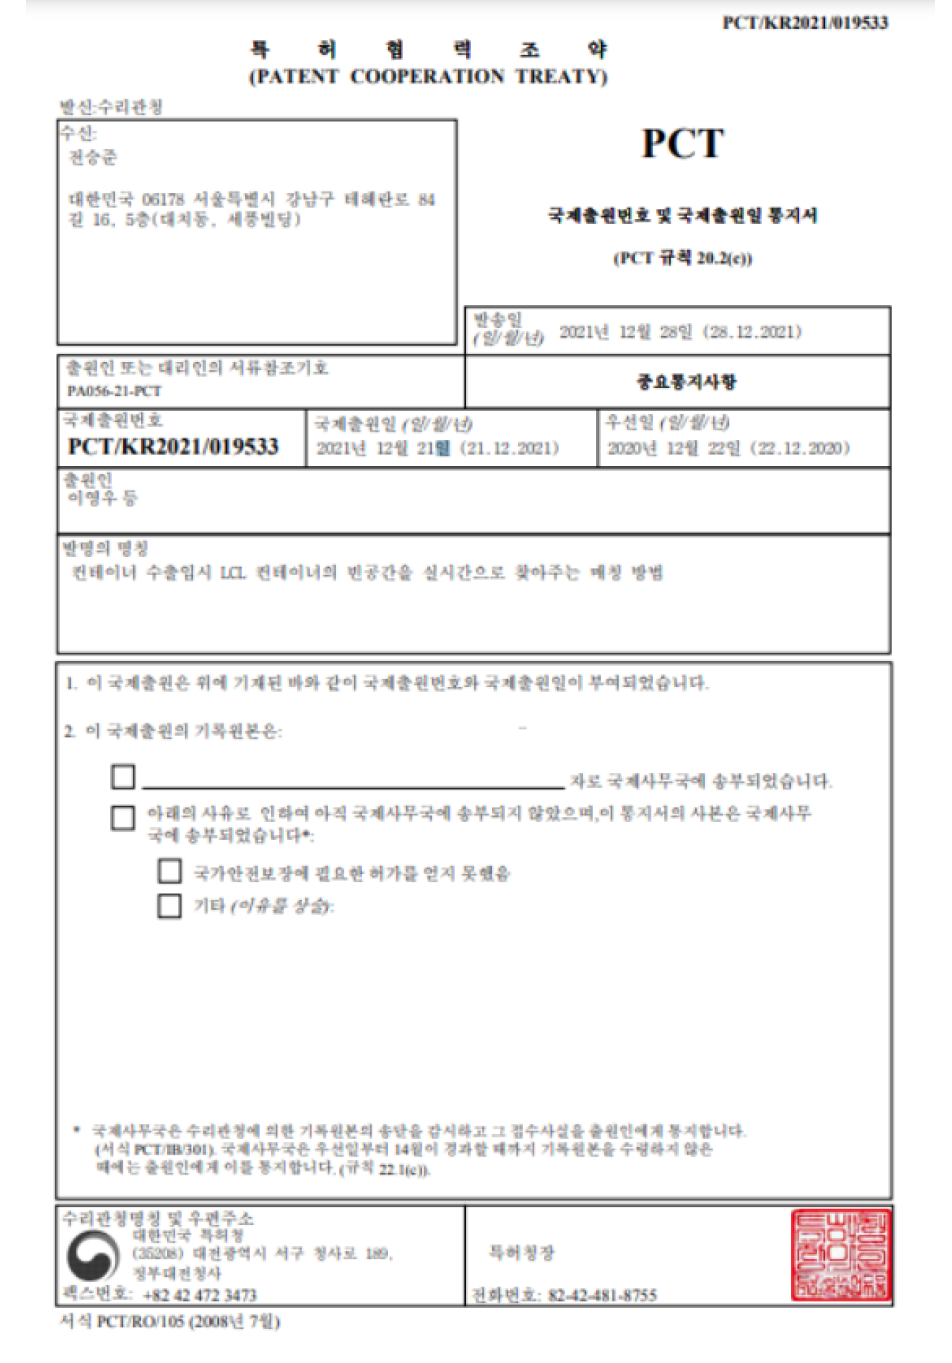 PCT/KR2021/019533
특 허 협 력 조 약
(PATENT COOPERATION TREATY)
발신:수리관청
수신:
전승준
대한민국 06178 서울특별시 강남구 테헤란로 84
길 16, 5층(대치동, 세풍빌딩)
PCT
국제출원번호 및 국제출원일 통지서
(PCT 규칙 20.2(c))
발송일
(일/월/년) 2021년 12월 28일 (28.12.2021)
출원인 또는 대리인의 서류참조기호
PA056-21-PCT
중요통지사항
국제출원번호
PCT/KR2021/019533
국제출원일 (일/월/년)
2021년 12월 21일 (21.12.2021)
우선일 (일/월/년)
2020년 12월 22일 (22.12.2020)
출원인
이영우 등
발명의 명칭
컨테이너 수출입시 LCL 컨테이너의 빈공간을 실시간으로 찾아주는 매칭 방법
1. 이 국제출원은 위에 기재된 바와 같이 국제출원번호와 국제출원일이 부여되었습니다.
2. 이 국제출원의 기록원본은:
자로 국제사무국에 송부되었습니다.
아래의 사유로 인하여 아직 국제사무국에 송부되지 않았으며,이 통지서의 사본은 국제사무
국에 송부되었습니다*:
국가안전보장에 필요한 허가를 얻지 못했음
기타 (이유를 상술):
* 국제사무국은 수리관청에 의한 기록원본의 송달을 감시하고 그 접수사실을 출원인에게 통지합니다.
(서식 PCT/IB/301). 국제사무국은 우선일부터 14월이 경과할 때까지 기록원본을 수령하지 않은
때에는 출원인에게 이를 통지합니다.(규칙 22.1(c)).
수리관청명칭 및 우편주소
대한민국 특허청
(35208) 대전광역시 서구 청사로 189,
정부대전청사
팩스번호: +82 42 472 3473
특허청장
전화번호: 82-42-481-8755
서식 PCT/RO/105 (2008년 7월)